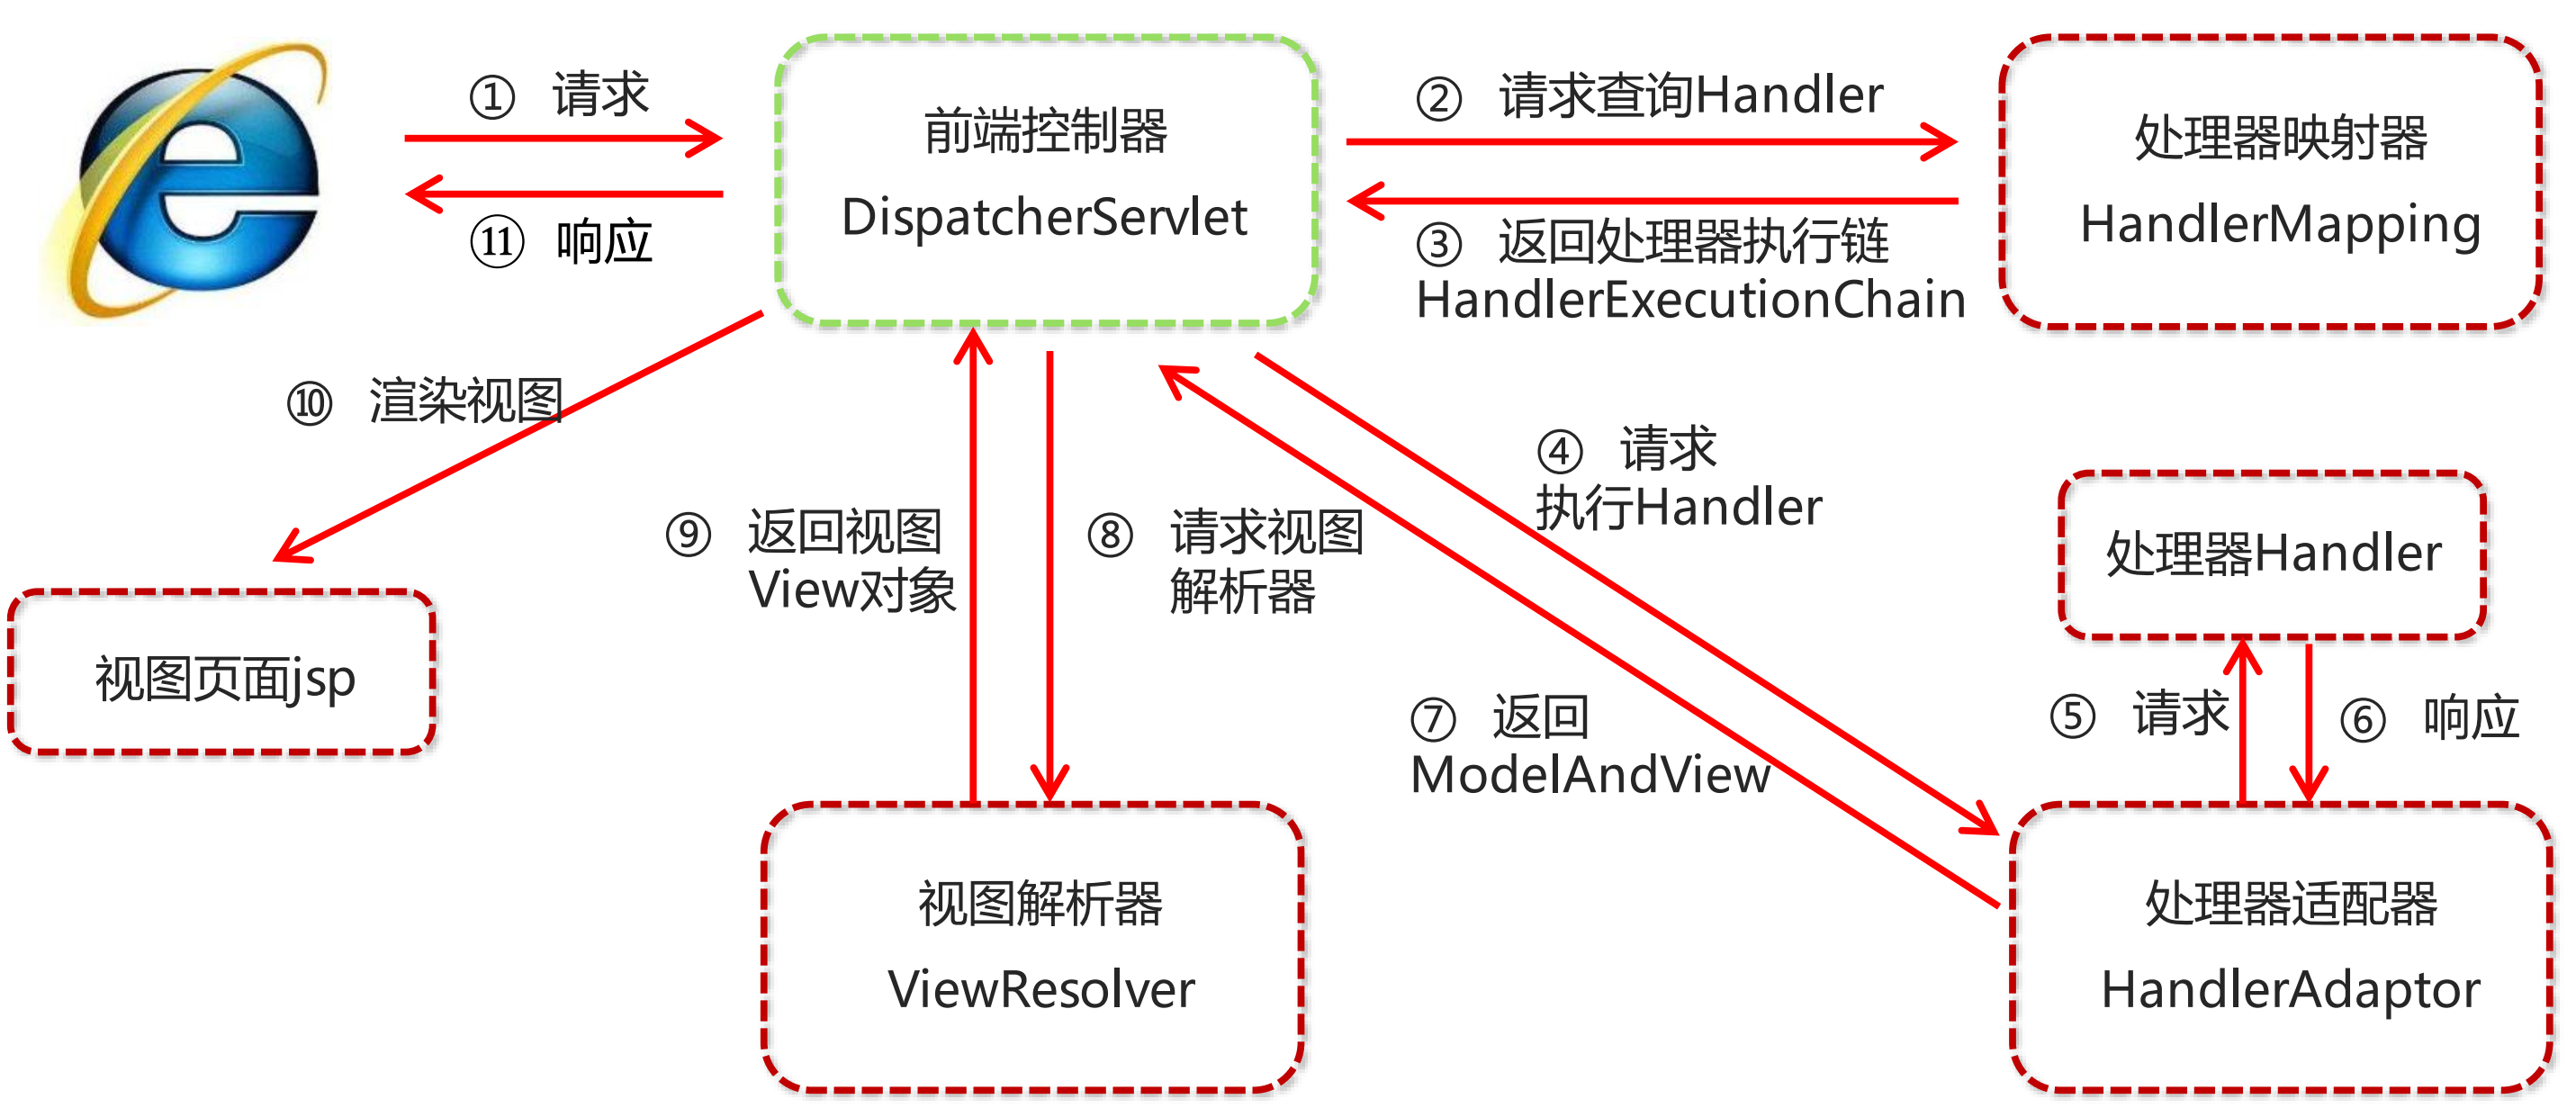 ① 请求
⑪ 响应
前端控制器
DispatcherServlet
② 请求查询Handler
③ 返回处理器执行链
HandlerExecutionChain
处理器映射器
HandlerMapping
④ 请求
执行Handler
处理器Handler
⑤ 请求
⑥ 响应
处理器适配器
HandlerAdaptor
⑦ 返回
ModelAndView
⑧ 请求视图
解析器
⑨ 返回视图
View对象
视图解析器
ViewResolver
⑩ 渲染视图
视图页面jsp